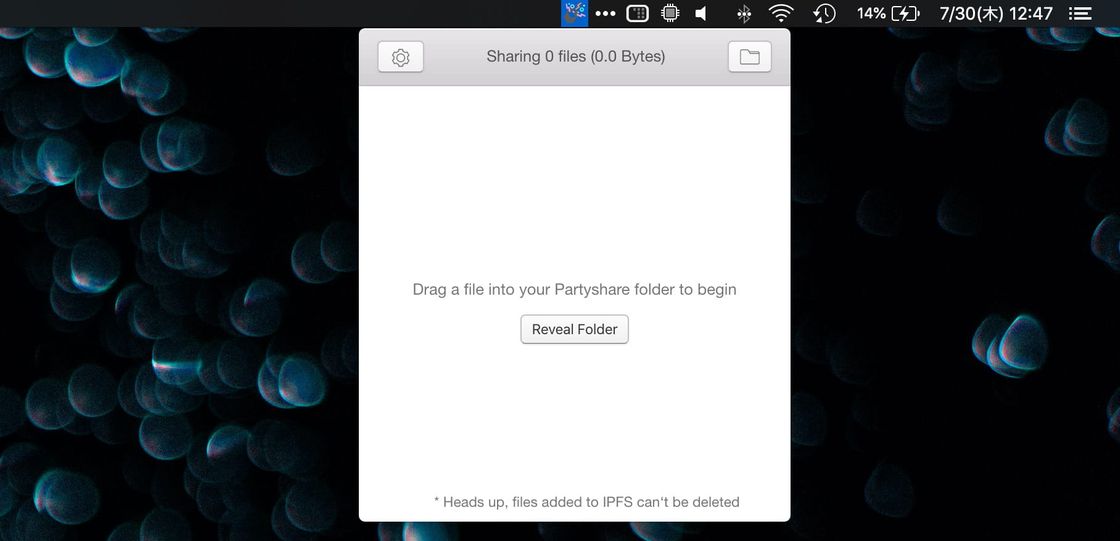 14%
7/30(木) 12:47
Sharing 0 files (0.0 Bytes)
Drag a file into your Partyshare folder to begin
Reveal Folder
* Heads up, files added to IPFS can't be deleted